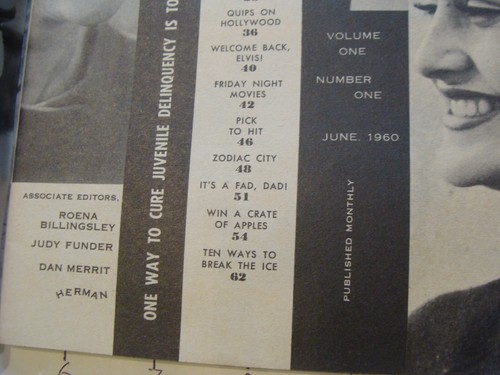 ASSOCIATE EDITORS.
ROENA
BILLINGSLEY
JUDY FUNDER
DAN MERRIT
HERMAN
ONE WAY TO CURE JUVENILE DELINQUENCY IS TO
QUIPS ON
HOLLYWOOD
36
WELCOME BACK,
ELVIS!
40
FRIDAY NIGHT
MOVIES
42
PICK
TO HIT
46
ZODIAC CITY
48
IT'S A FAD, DAD!
51
WIN A CRATE
OF APPLES
54
TEN WAYS TO
BREAK THE ICE
62
VOLUME
ONE
NUMBER
ONE
JUNE, 1960
PUBLISHED MONTHLY